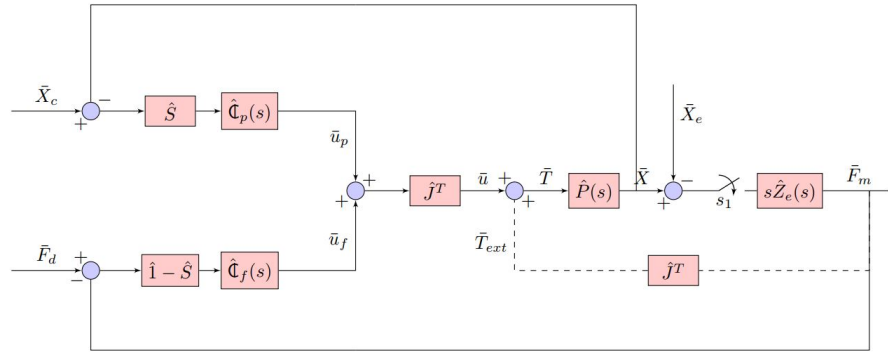 X̄_c
+
−
Ŝ
ℂ̂_p(s)
ū_p
+
+
Ĵ^T
ū
+
+
T̄
P̂(s)
X̄
+
−
X̄_e
s_1
sẐ_e(s)
F̄_m
F̄_d
+
−
1̂ − Ŝ
ℂ̂_f(s)
ū_f
T̄_ext
Ĵ^T